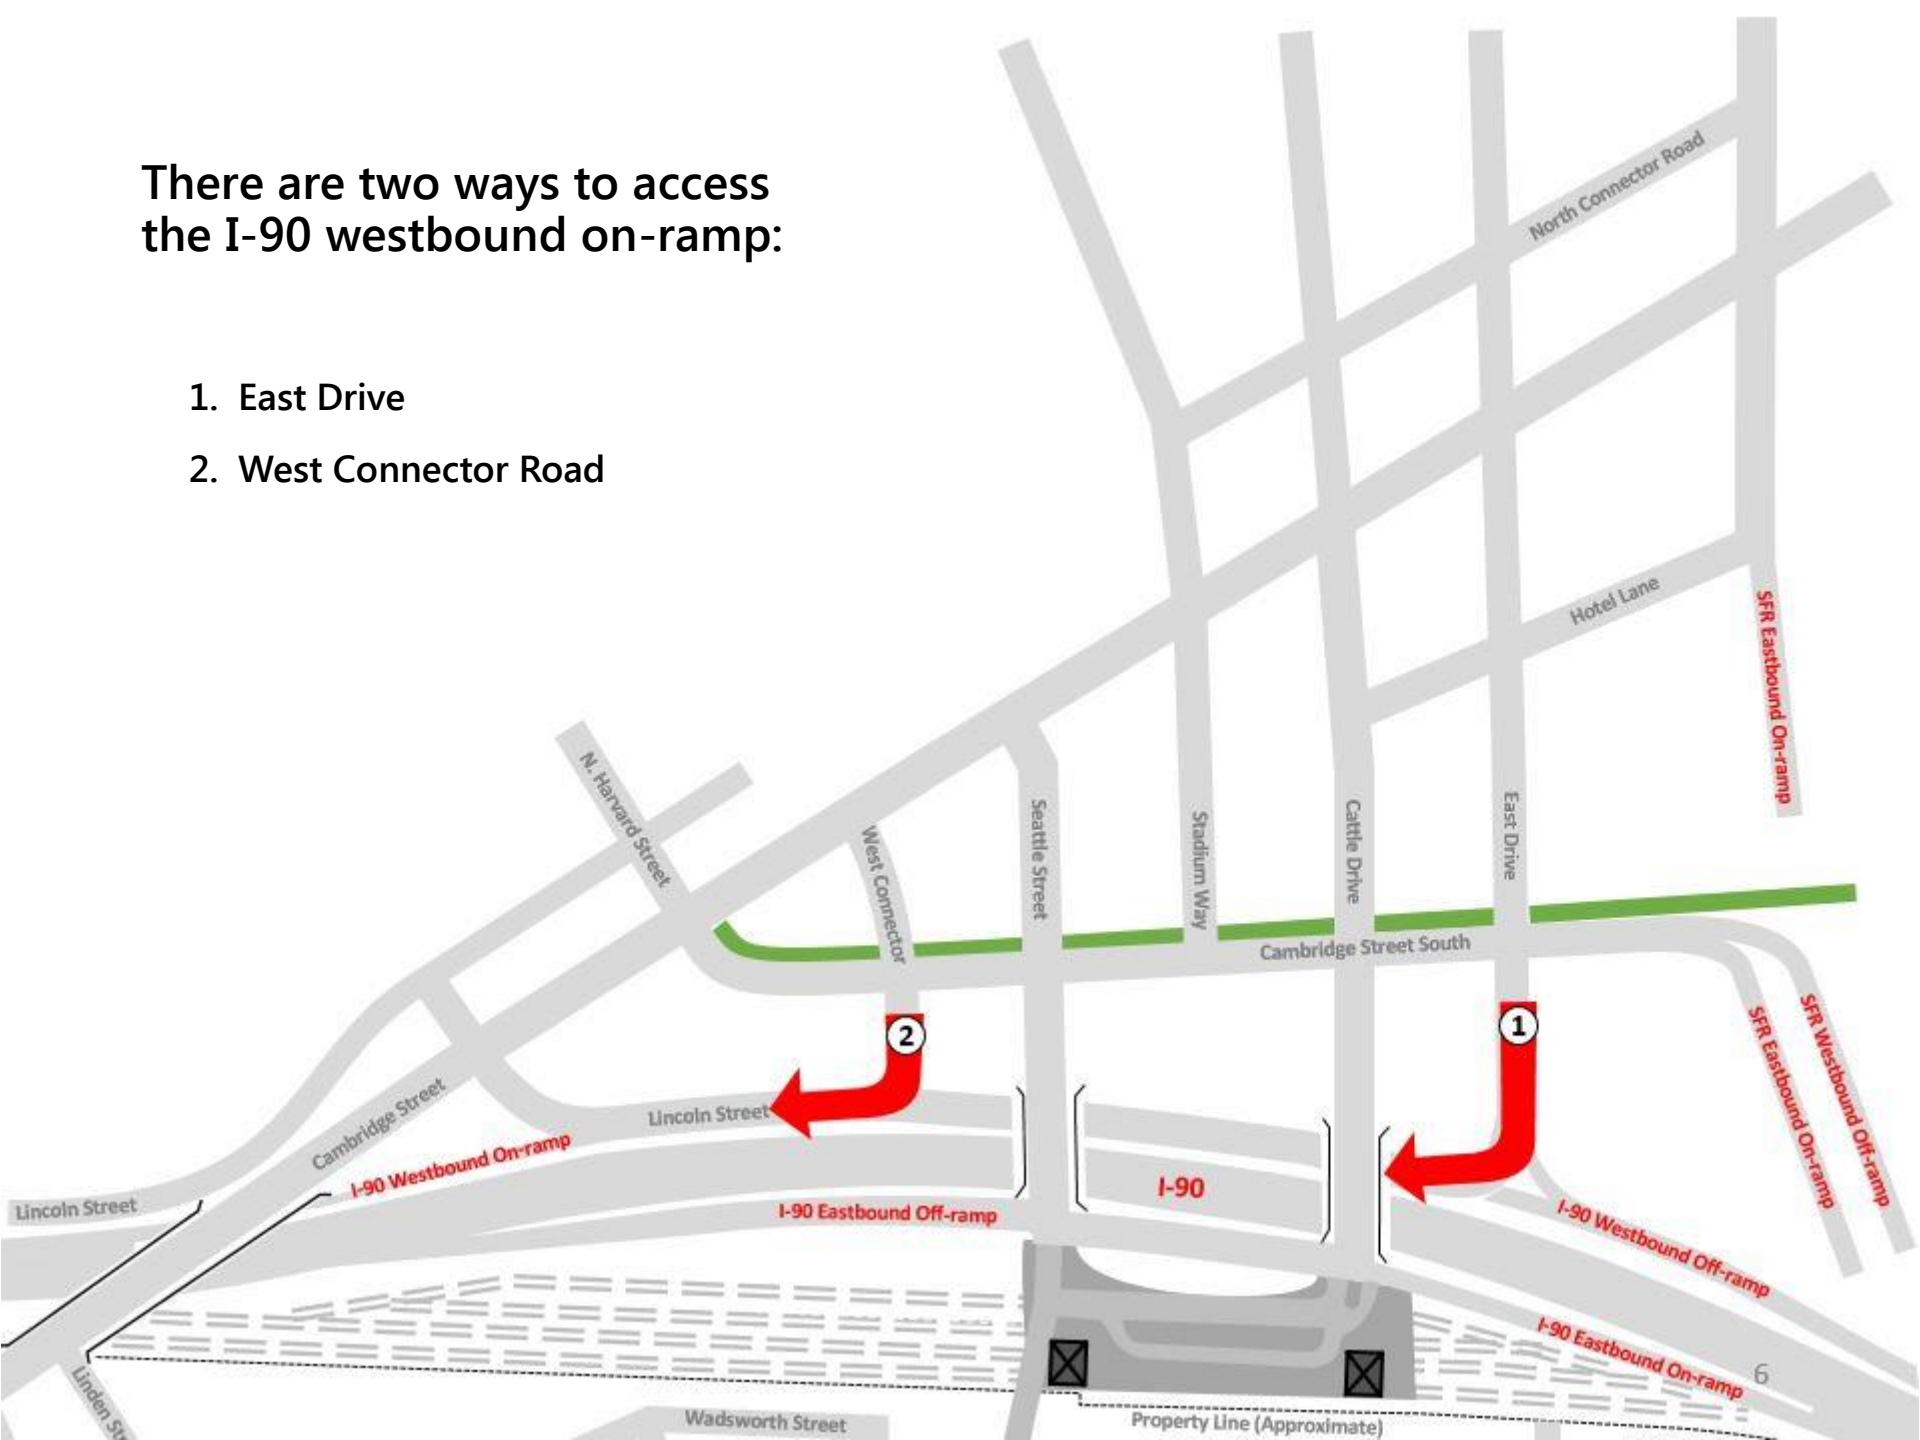 There are two ways to access
the I-90 westbound on-ramp:
1. East Drive
2. West Connector Road
North Connector Road
Hotel Lane
SFR Eastbound On-ramp
N. Harvard Street
West Connector
Seattle Street
Stadium Way
Cattle Drive
East Drive
Cambridge Street South
2
1
SFR Eastbound On-ramp
SFR Westbound Off-ramp
Cambridge Street
Lincoln Street
I-90 Westbound On-ramp
Lincoln Street
I-90 Eastbound Off-ramp
I-90
I-90 Westbound Off-ramp
I-90 Eastbound On-ramp
6
Linden Str
Wadsworth Street
Property Line (Approximate)